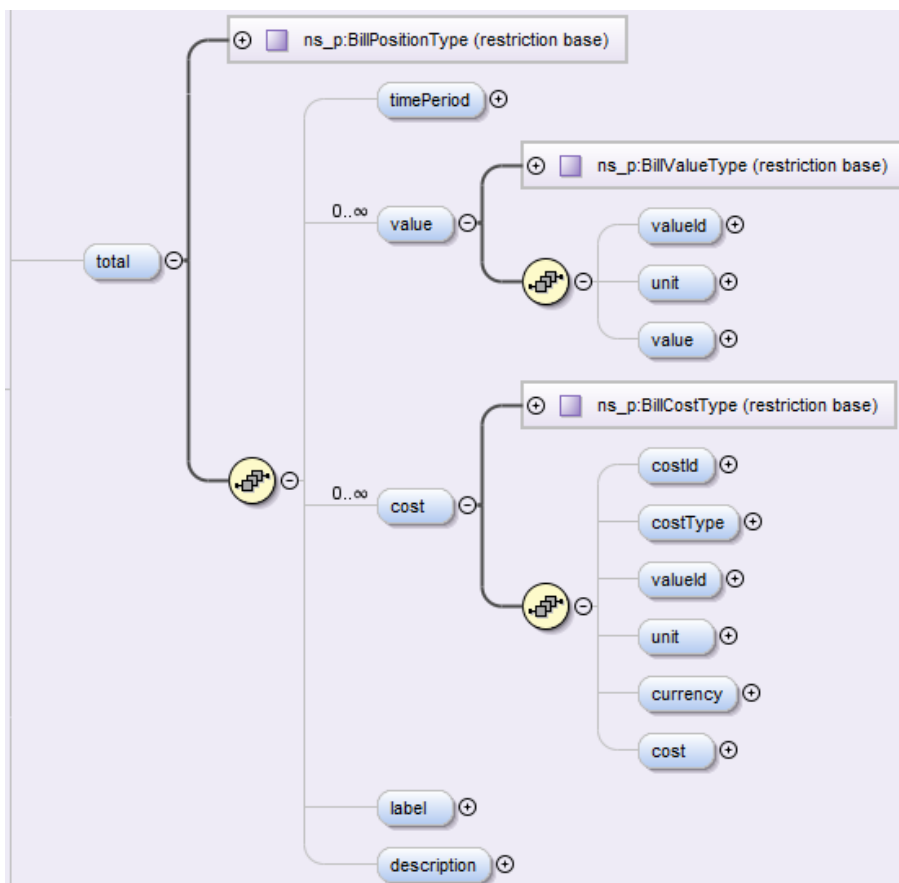 ns_p:BillPositionType (restriction base)
timePeriod
ns_p:BillValueType (restriction base)
0..∞
value
valueId
unit
value
total
ns_p:BillCostType (restriction base)
0..∞
cost
costId
costType
valueId
unit
currency
cost
label
description